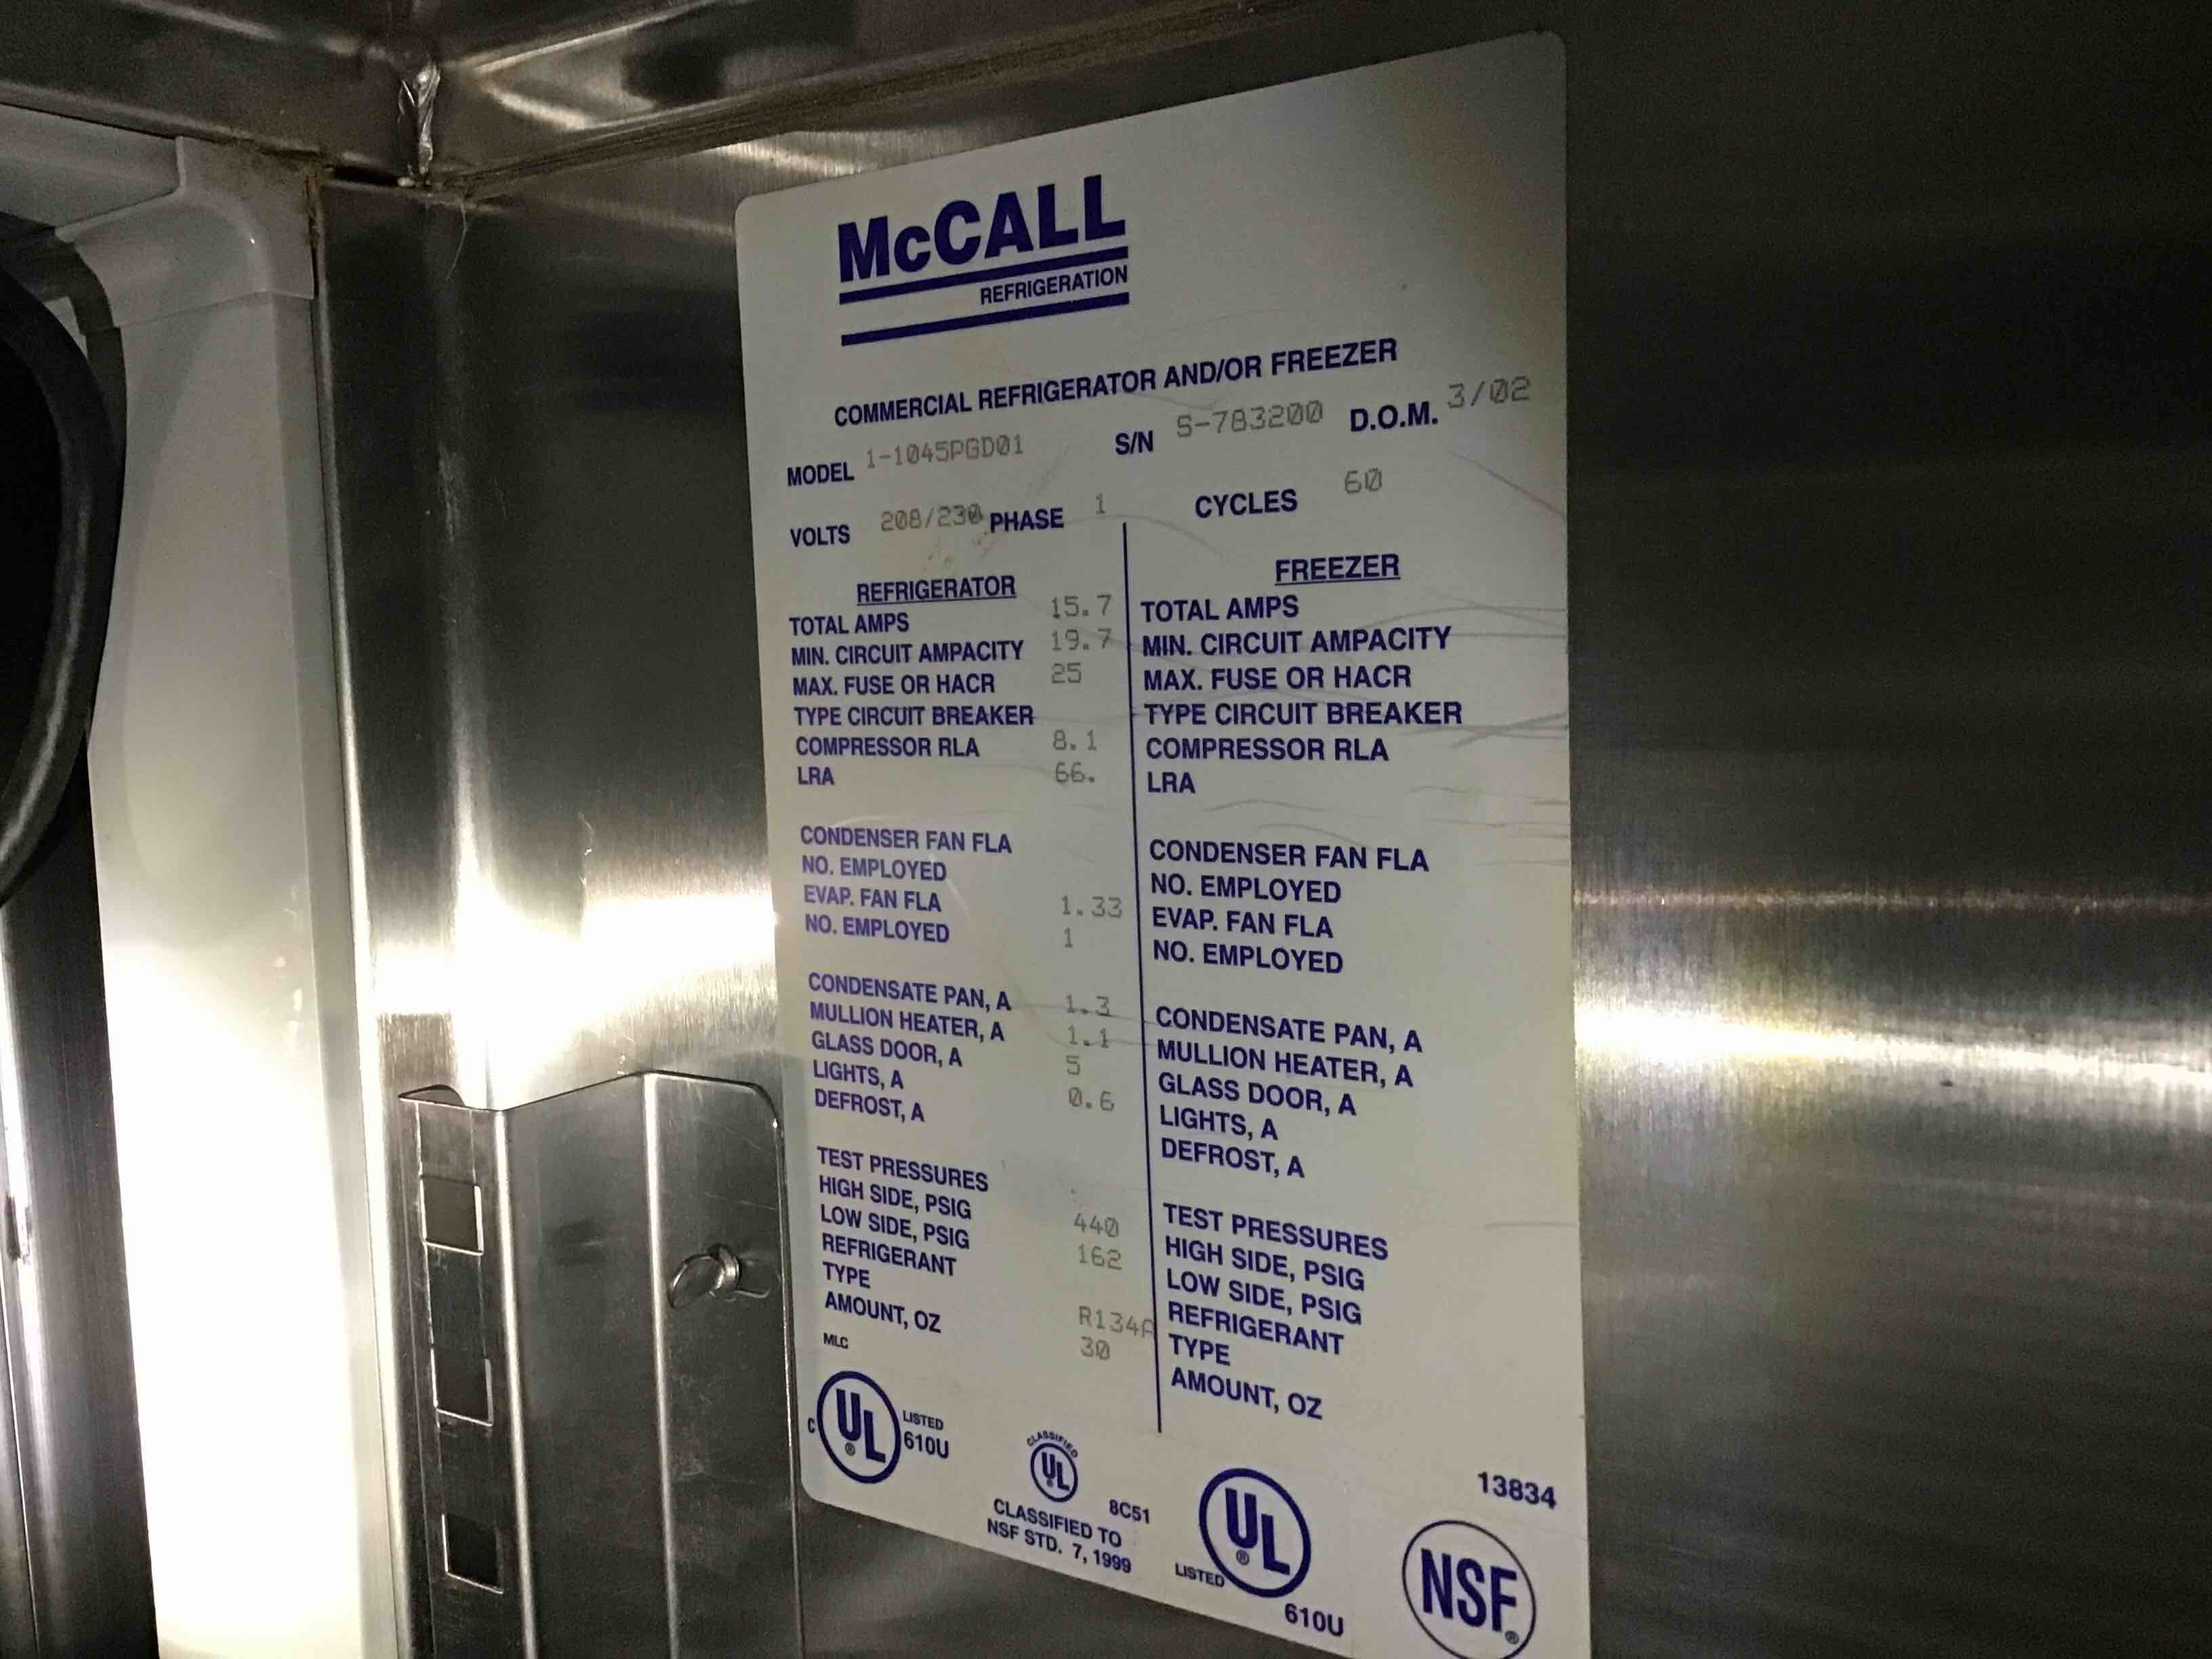 McCALL
REFRIGERATION
COMMERCIAL REFRIGERATOR AND/OR FREEZER
MODEL 1-1045PGD01 S/N S-783200 D.O.M. 3/02
VOLTS 208/230 PHASE 1 CYCLES 60
REFRIGERATOR
TOTAL AMPS 15.7
MIN. CIRCUIT AMPACITY 19.7
MAX. FUSE OR HACR 25
TYPE CIRCUIT BREAKER
COMPRESSOR RLA 8.1
LRA 66.
CONDENSER FAN FLA
NO. EMPLOYED
EVAP. FAN FLA 1.33
NO. EMPLOYED 1
CONDENSATE PAN, A 1.3
MULLION HEATER, A 1.1
GLASS DOOR, A 5
LIGHTS, A 0.6
DEFROST, A
TEST PRESSURES
HIGH SIDE, PSIG 440
LOW SIDE, PSIG 162
REFRIGERANT
TYPE R134A
AMOUNT, OZ 30
MLC
FREEZER
TOTAL AMPS
MIN. CIRCUIT AMPACITY
MAX. FUSE OR HACR
TYPE CIRCUIT BREAKER
COMPRESSOR RLA
LRA
CONDENSER FAN FLA
NO. EMPLOYED
EVAP. FAN FLA
NO. EMPLOYED
CONDENSATE PAN, A
MULLION HEATER, A
GLASS DOOR, A
LIGHTS, A
DEFROST, A
TEST PRESSURES
HIGH SIDE, PSIG
LOW SIDE, PSIG
REFRIGERANT
TYPE
AMOUNT, OZ
C UL ® LISTED
610U
CLASSIFIED
UL ®
8C51
CLASSIFIED TO
NSF STD. 7, 1999
UL ®
LISTED
610U
13834
NSF ®